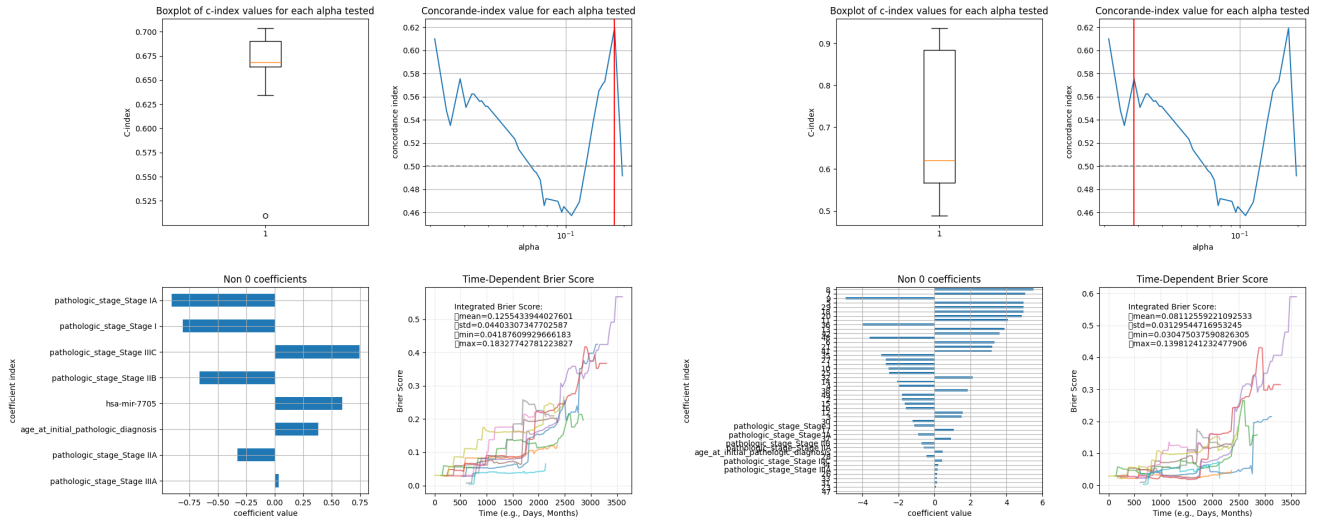 Boxplot of c-index values for each alpha tested
0.700
0.675
0.650
0.625
0.600
0.575
0.550
0.525
C-index
1
Concorande-index value for each alpha tested
0.62
0.60
0.58
0.56
0.54
0.52
0.50
0.48
0.46
concordance index
10⁻¹
alpha
Boxplot of c-index values for each alpha tested
0.9
0.8
0.7
0.6
0.5
C-index
1
Concorande-index value for each alpha tested
0.62
0.60
0.58
0.56
0.54
0.52
0.50
0.48
0.46
concordance index
10⁻¹
alpha
Non 0 coefficients
pathologic_stage_Stage IA
pathologic_stage_Stage I
pathologic_stage_Stage IIIC
pathologic_stage_Stage IIB
hsa-mir-7705
age_at_initial_pathologic_diagnosis
pathologic_stage_Stage IIA
pathologic_stage_Stage IIIA
coefficient index
−0.75 −0.50 −0.25 0.00 0.25 0.50 0.75
coefficient value
Time-Dependent Brier Score
Integrated Brier Score:
mean=0.1255433944027601
std=0.04403307347702587
min=0.04187609929666183
max=0.18327742781223827
0.5
0.4
0.3
0.2
0.1
0.0
Brier Score
0 500 1000 1500 2000 2500 3000 3500
Time (e.g., Days, Months)
Non 0 coefficients
age_at_initial_pathologic_diagnosis
47
coefficient index
−4 −2 0 2 4 6
coefficient value
Time-Dependent Brier Score
Integrated Brier Score:
mean=0.08112559221092533
std=0.03129544716953245
min=0.03047503759082630​5
max=0.13981241232477906
0.6
0.5
0.4
0.3
0.2
0.1
0.0
Brier Score
0 500 1000 1500 2000 2500 3000 3500
Time (e.g., Days, Months)